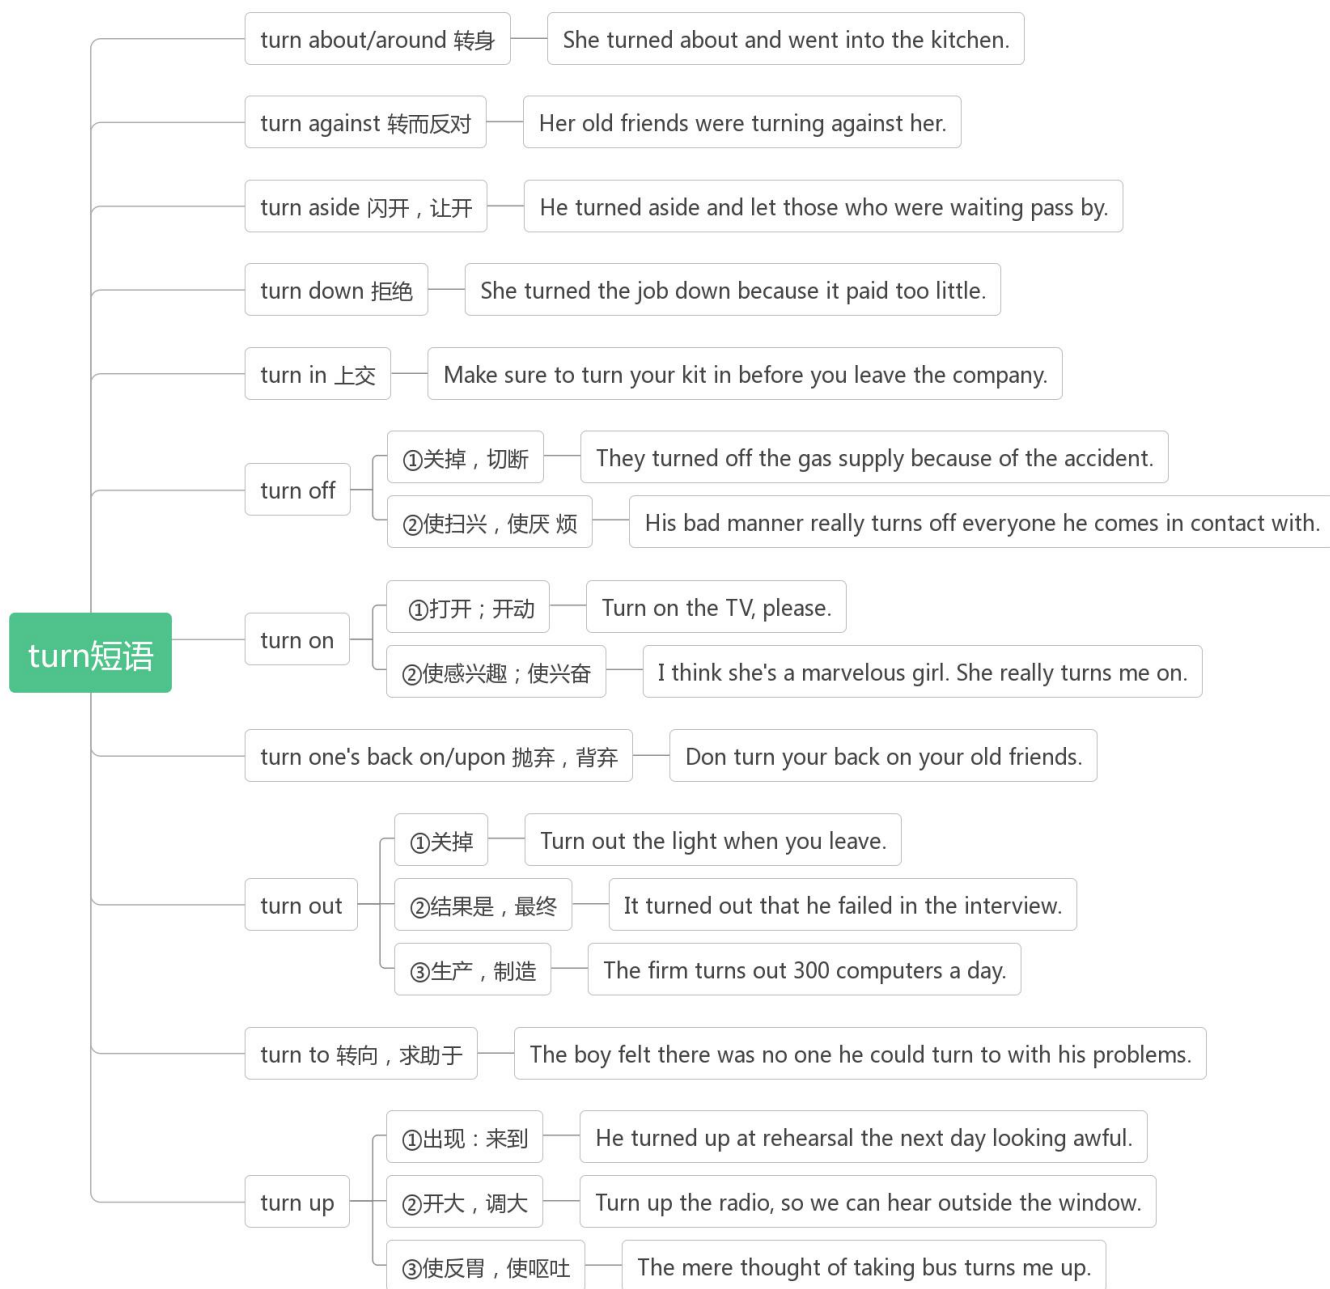 turn短语
turn about/around 转身
She turned about and went into the kitchen.
turn against 转而反对
Her old friends were turning against her.
turn aside 闪开，让开
He turned aside and let those who were waiting pass by.
turn down 拒绝
She turned the job down because it paid too little.
turn in 上交
Make sure to turn your kit in before you leave the company.
turn off
①关掉，切断
They turned off the gas supply because of the accident.
②使扫兴，使厌 烦
His bad manner really turns off everyone he comes in contact with.
turn on
①打开；开动
Turn on the TV, please.
②使感兴趣；使兴奋
I think she's a marvelous girl. She really turns me on.
turn one's back on/upon 抛弃，背弃
Don turn your back on your old friends.
turn out
①关掉
Turn out the light when you leave.
②结果是，最终
It turned out that he failed in the interview.
③生产，制造
The firm turns out 300 computers a day.
turn to 转向，求助于
The boy felt there was no one he could turn to with his problems.
turn up
①出现：来到
He turned up at rehearsal the next day looking awful.
②开大，调大
Turn up the radio, so we can hear outside the window.
③使反胃，使呕吐
The mere thought of taking bus turns me up.